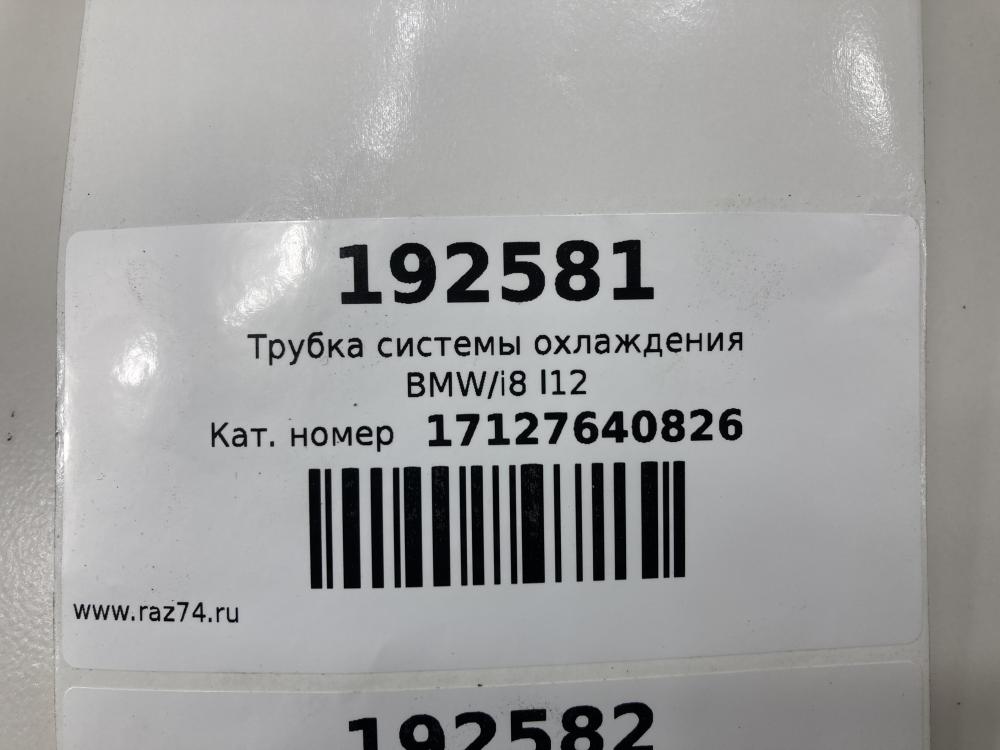 192581
Трубка системы охлаждения
BMW/i8 I12
Кат. номер 17127640826
www.raz74.ru
192582